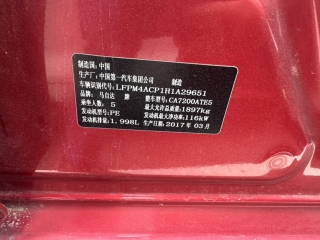 制造国：中国
生产厂：中国第一汽车集团公司 制造
车辆识别代号：LFPM4ACP1H1A29651
品牌：马自达 牌 整车型号：CA7200ATE5
乘坐人数：5 最大允许总质量：1897kg
发动机型号：PE 发动机最大净功率：116kW
发动机排量：1.998L 2017年03月